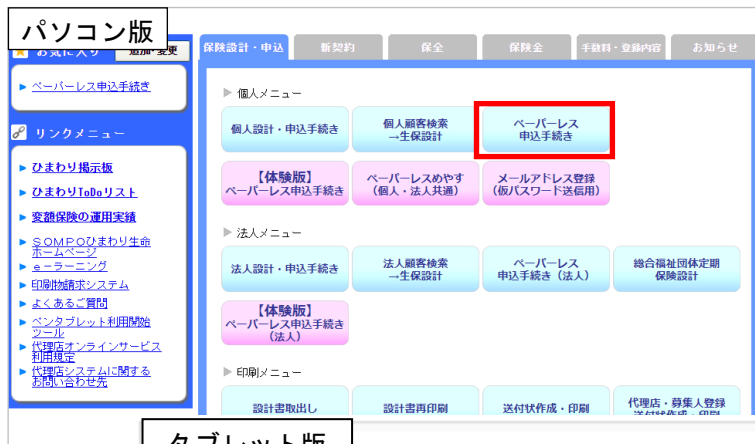 パソコン版
お気に入り
追加・変更
ペーパーレス申込手続き
リンクメニュー
ひまわり掲示板
ひまわりToDoリスト
変額保険の運用実績
ＳＯＭＰＯひまわり生命
ホームページ
ｅ－ラーニング
印刷物請求システム
よくあるご質問
ペンタブレット利用開始
ツール
代理店オンラインサービス
利用規定
代理店システムに関する
お問い合わせ先
保険設計・申込
新契約
保全
保険金
手数料・登録内容
お知らせ
個人メニュー
個人設計・申込手続き
個人顧客検索
→生保設計
ペーパーレス
申込手続き
【体験版】
ペーパーレス申込手続き
ペーパーレスめやす
（個人・法人共通）
メールアドレス登録
（仮パスワード送信用）
法人メニュー
法人設計・申込手続き
法人顧客検索
→生保設計
ペーパーレス
申込手続き（法人）
総合福祉団体定期
保険設計
【体験版】
ペーパーレス申込手続き
（法人）
印刷メニュー
設計書取出し
設計書再印刷
送付状作成・印刷
代理店・募集人登録
送付状作成・印刷
タブレット版